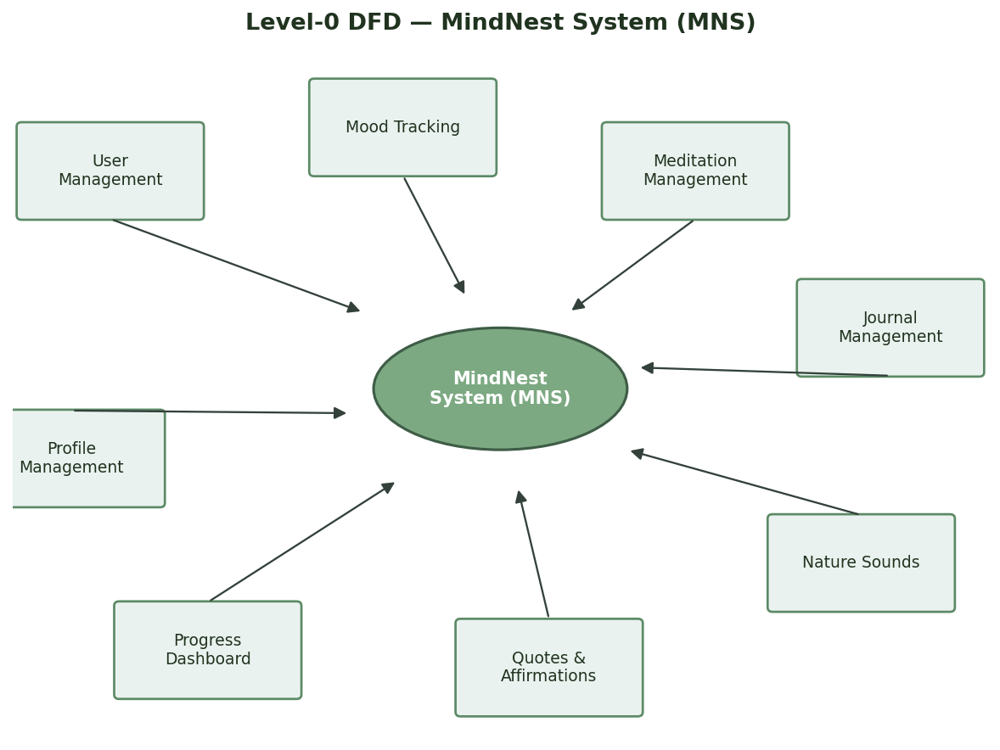 Level-0 DFD — MindNest System (MNS)
Mood Tracking
User
Management
Meditation
Management
Journal
Management
MindNest
System (MNS)
Profile
Management
Nature Sounds
Progress
Dashboard
Quotes &
Affirmations